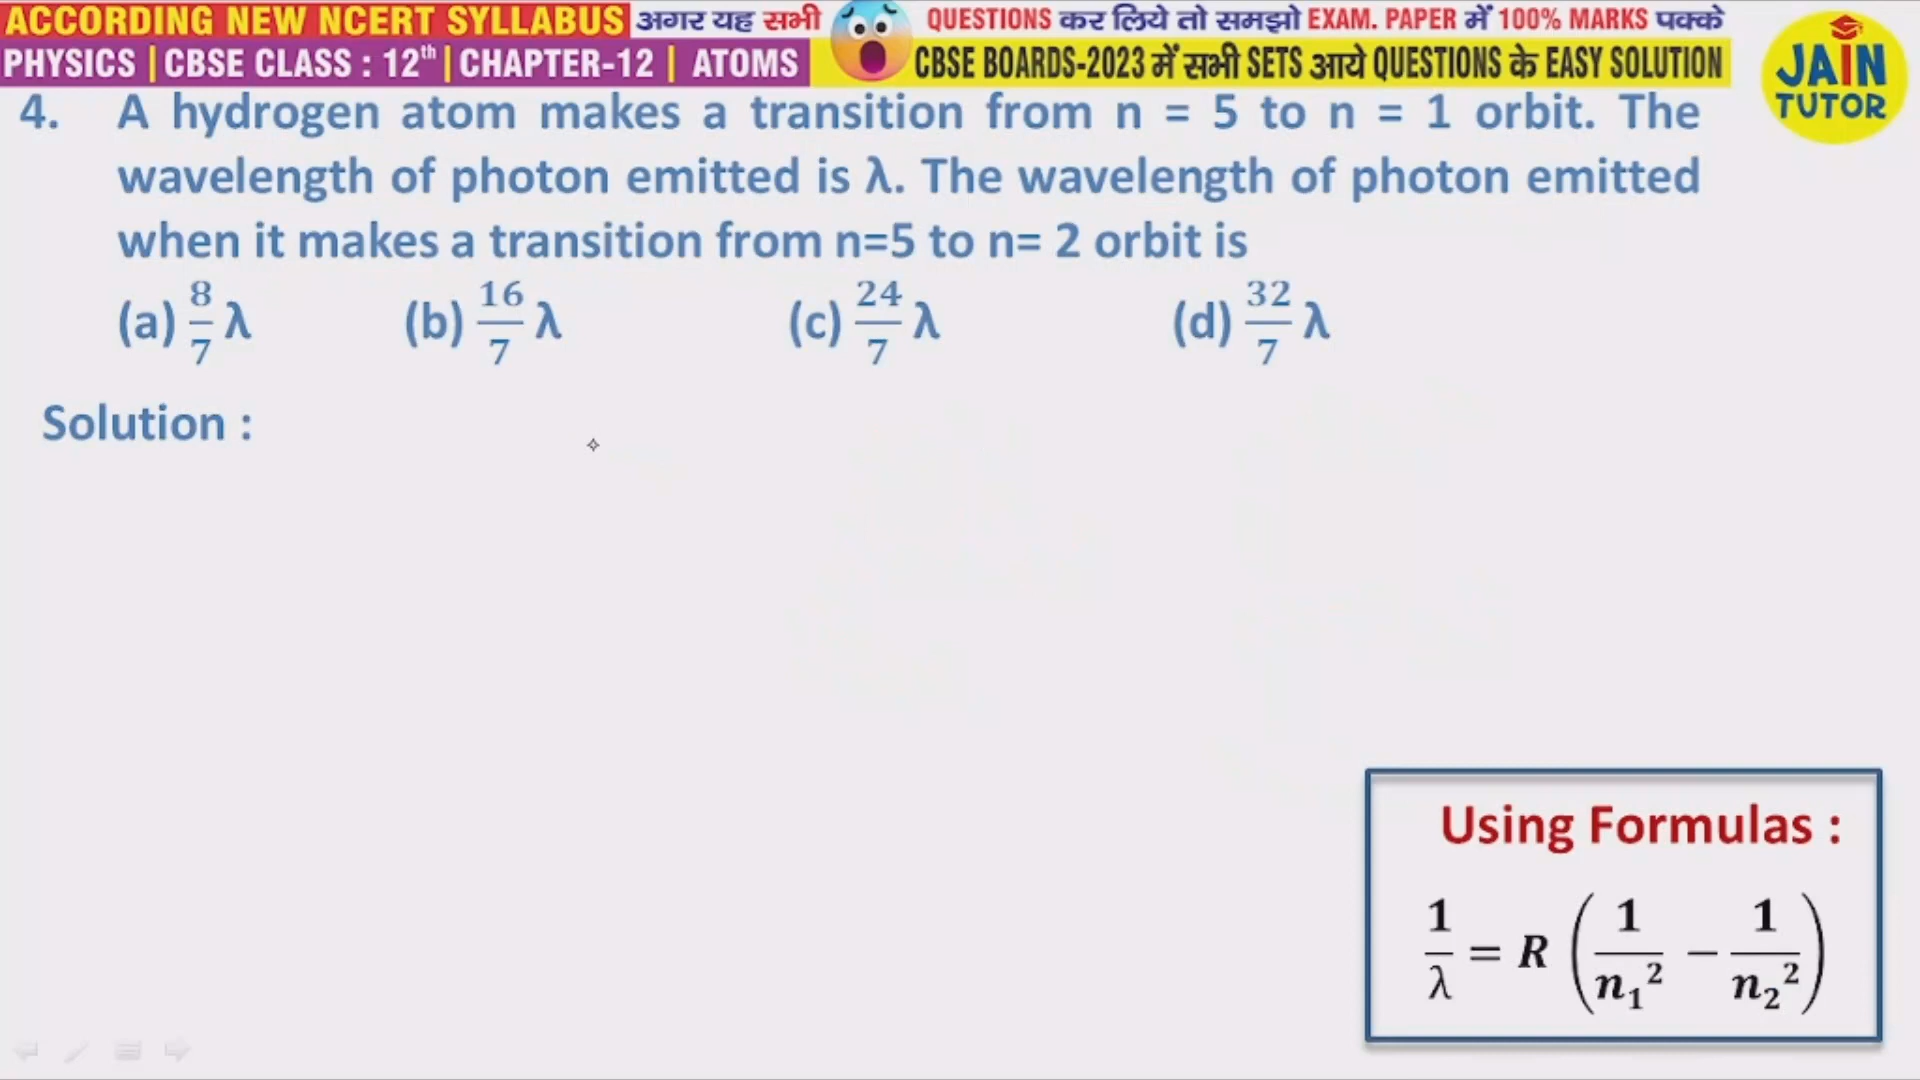 ACCORDING NEW NCERT SYLLABUS अगर यह सभी QUESTIONS कर लिये तो समझो EXAM. PAPER में 100% MARKS पक्के
PHYSICS | CBSE CLASS : 12th | CHAPTER-12 | ATOMS CBSE BOARDS-2023 में सभी SETS आये QUESTIONS के EASY SOLUTION
JAIN
TUTOR
4. A hydrogen atom makes a transition from n = 5 to n = 1 orbit. The
wavelength of photon emitted is λ. The wavelength of photon emitted
when it makes a transition from n=5 to n= 2 orbit is
(a) 8/7 λ (b) 16/7 λ (c) 24/7 λ (d) 32/7 λ
Solution :
Using Formulas :
1/λ = R (1/n₁² − 1/n₂²)